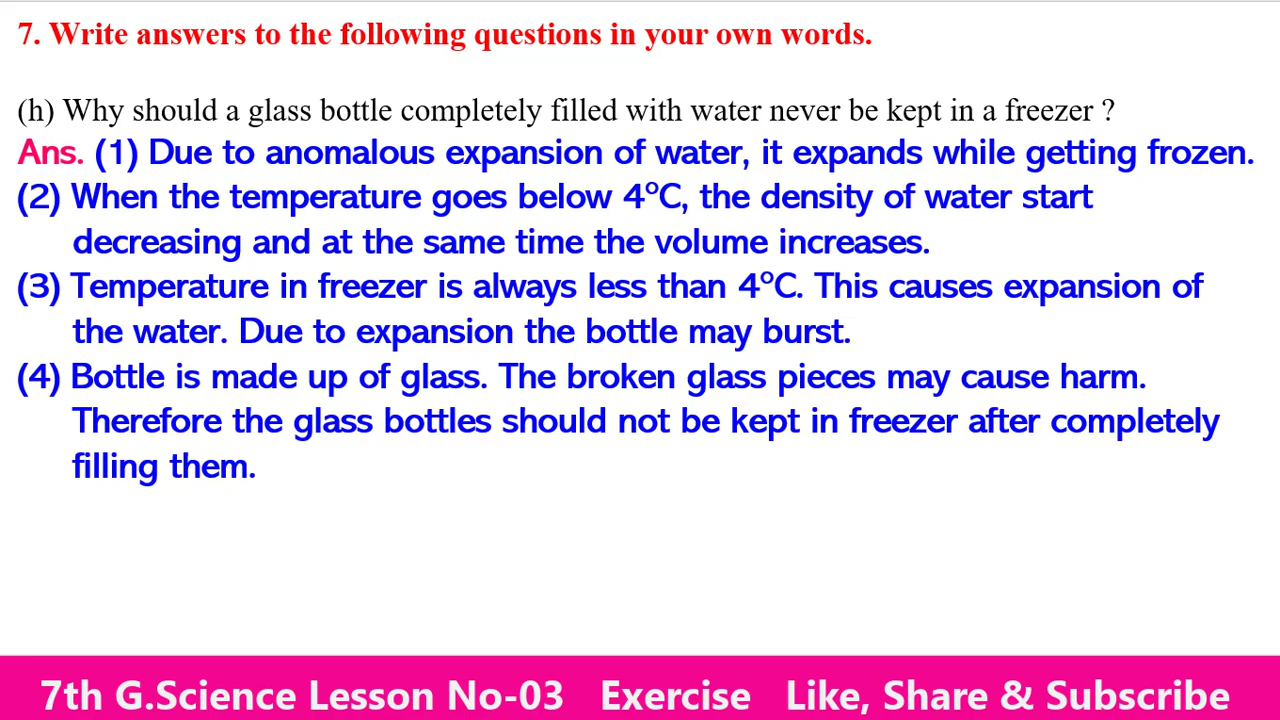 7. Write answers to the following questions in your own words.
(h) Why should a glass bottle completely filled with water never be kept in a freezer ?
Ans. (1) Due to anomalous expansion of water, it expands while getting frozen.
(2) When the temperature goes below 4°C, the density of water start
decreasing and at the same time the volume increases.
(3) Temperature in freezer is always less than 4°C. This causes expansion of
the water. Due to expansion the bottle may burst.
(4) Bottle is made up of glass. The broken glass pieces may cause harm.
Therefore the glass bottles should not be kept in freezer after completely
filling them.
7th G.Science Lesson No-03 Exercise Like, Share & Subscribe